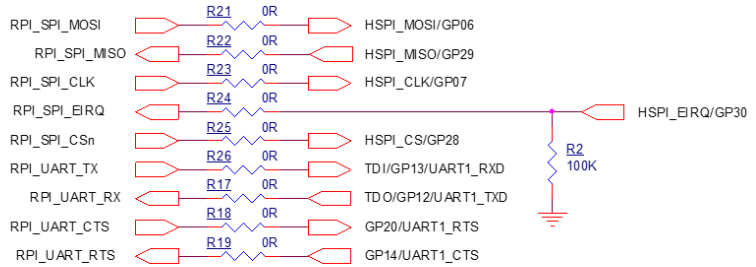 RPI_SPI_MOSI R21 0R HSPI_MOSI/GP06
RPI_SPI_MISO R22 0R HSPI_MISO/GP29
RPI_SPI_CLK R23 0R HSPI_CLK/GP07
RPI_SPI_EIRQ R24 0R HSPI_EIRQ/GP30
RPI_SPI_CSn R25 0R HSPI_CS/GP28
R2
100K
RPI_UART_TX R26 0R TDI/GP13/UART1_RXD
RPI_UART_RX R17 0R TDO/GP12/UART1_TXD
RPI_UART_CTS R18 0R GP20/UART1_RTS
RPI_UART_RTS R19 0R GP14/UART1_CTS